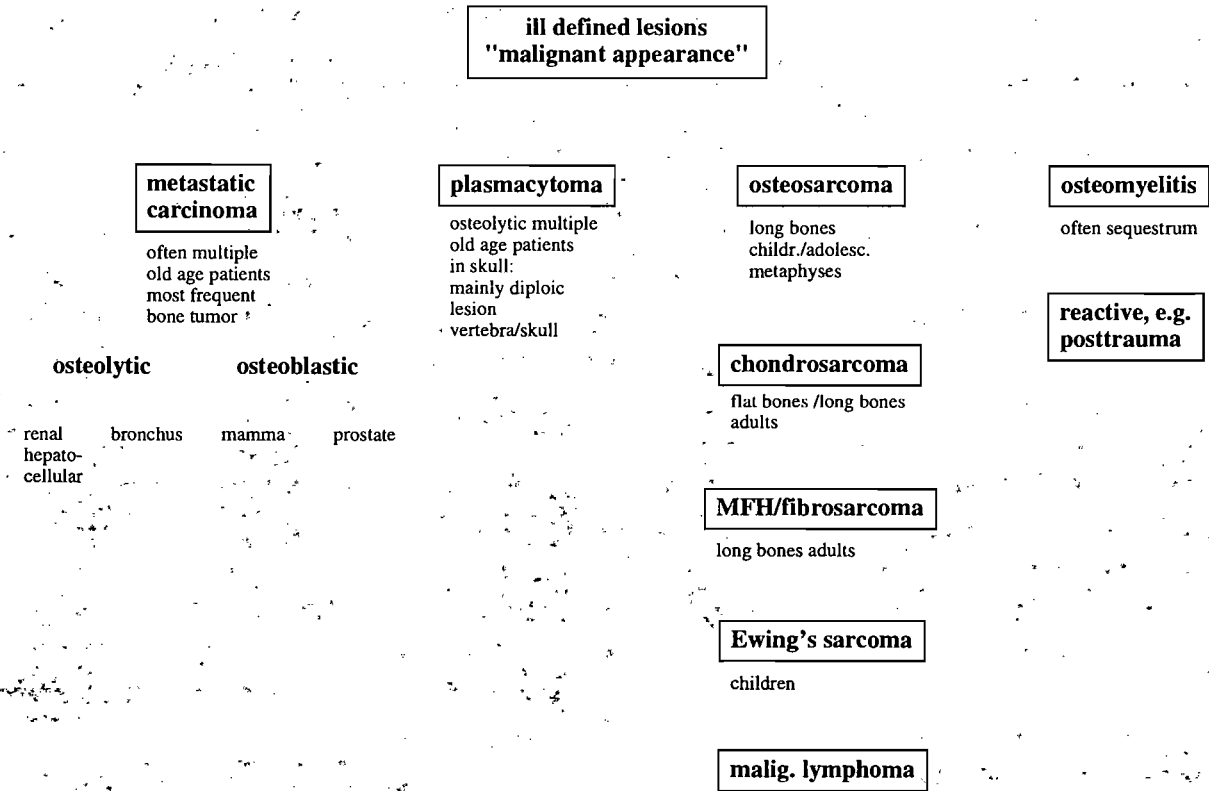 ill defined lesions
"malignant appearance"
metastatic
carcinoma
often multiple
old age patients
most frequent
bone tumor
osteolytic
osteoblastic
renal
hepato-
cellular
bronchus
mamma
prostate
plasmacytoma
osteolytic multiple
old age patients
in skull:
mainly diploic
lesion
vertebra/skull
osteosarcoma
long bones
childr./adolesc.
metaphyses
chondrosarcoma
flat bones /long bones
adults
MFH/fibrosarcoma
long bones adults
Ewing's sarcoma
children
malig. lymphoma
osteomyelitis
often sequestrum
reactive, e.g.
posttrauma